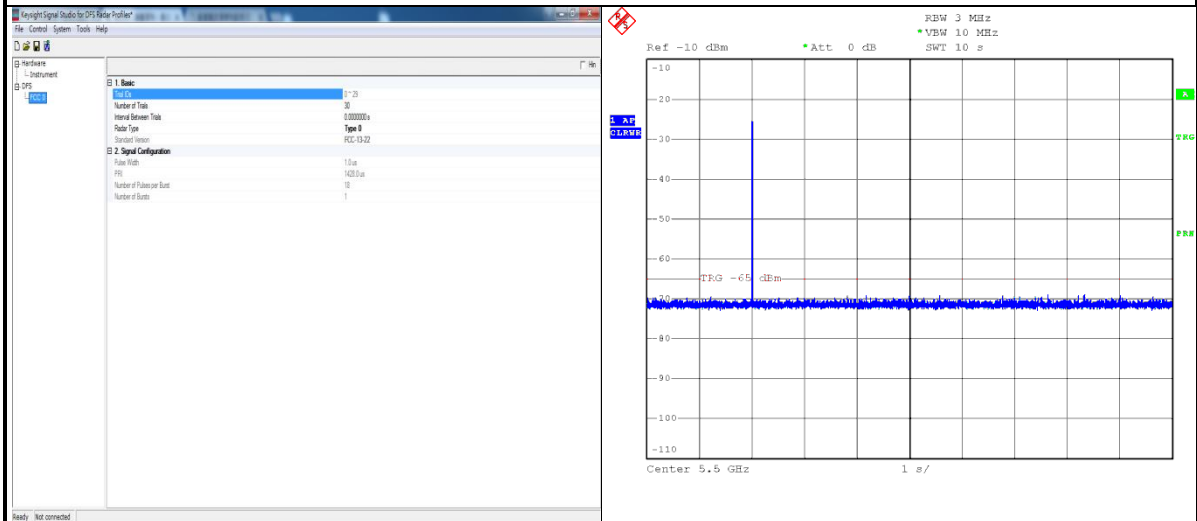 Keysight Signal Studio for DFS Radar Profiles*
File Control System Tools Help
Hardware
Instrument
DFS
FCC 0
Hin
1. Basic
Trial IDs 0 ~ 29
Number of Trials 30
Interval Between Trials 0.0000000 s
Radar Type Type 0
Standard Version FCC-13-22
2. Signal Configuration
Pulse Width 1.0 us
PRI 1428.0 us
Number of Pulses per Burst 18
Number of Bursts 1
Ready Not connected
R/S
RBW 3 MHz
*VBW 10 MHz
Ref -10 dBm *Att 0 dB SWT 10 s
-10
A
-20
1 AP
CLRWR
-30
TRG
-40
-50
PRN
-60
TRG -65 dBm
-70
-80
-90
-100
-110
Center 5.5 GHz 1 s/